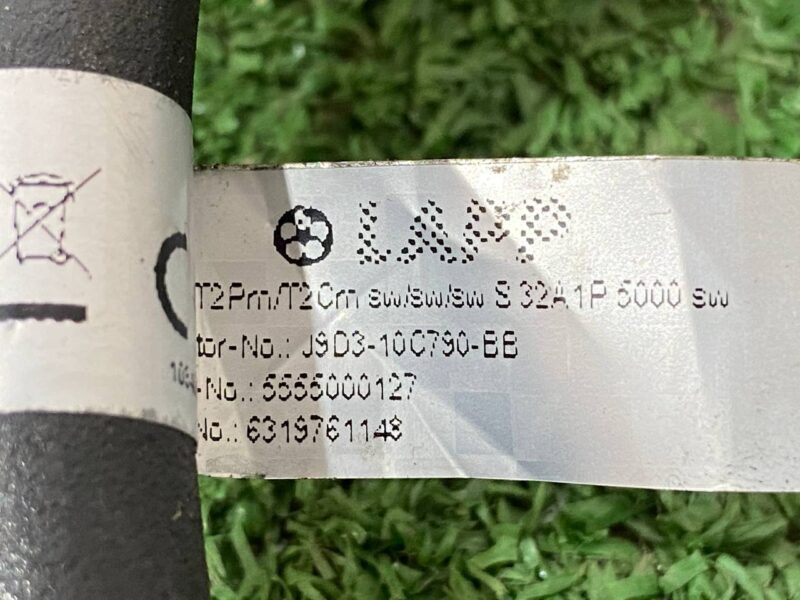 LAPP
T2Pm/T2Cm sw/sw/sw S 32A 1P 5000 sw
tor-No.: J9D3-10C790-BB
-No.: 5555000127
No.: 6319761148